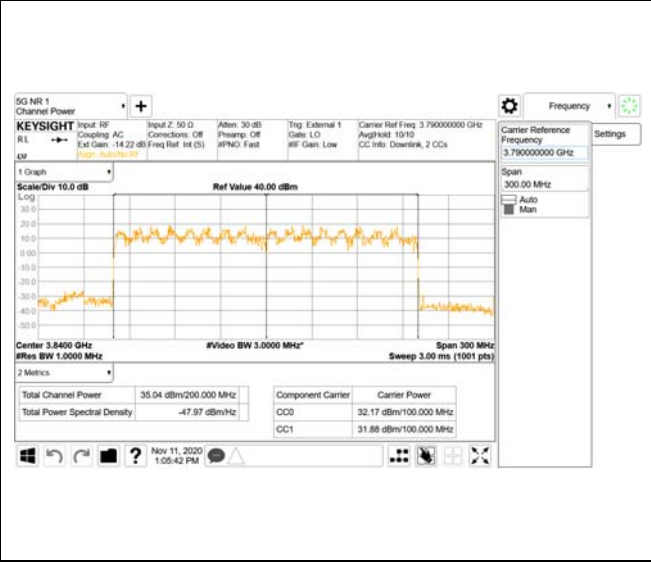 5G NR 1
Channel Power
Frequency
KEYSIGHT
Input: RF
Input Z: 50 Ω
Atten: 30 dB
Trig: External 1
Carrier Ref Freq: 3.790000000 GHz
R L
Coupling: AC
Corrections: Off
Preamp: Off
Gate: LO
Avg|Hold: 10/10
Ext Gain: -14.22 dB
Freq Ref: Int (S)
#PNO: Fast
#IF Gain: Low
CC Info: Downlink, 2 CCs
Align: Auto/No RF
Carrier Reference
Frequency
3.790000000 GHz
Settings
Span
300.00 MHz
Auto
Man
1 Graph
Scale/Div 10.0 dB
Ref Value 40.00 dBm
Log
30.0
20.0
10.0
0.00
-10.0
-20.0
-30.0
-40.0
-50.0
Center 3.8400 GHz
#Video BW 3.0000 MHz*
Span 300 MHz
#Res BW 1.0000 MHz
Sweep 3.00 ms (1001 pts)
2 Metrics
Total Channel Power
35.04 dBm/200.000 MHz
Total Power Spectral Density
-47.97 dBm/Hz
Component Carrier
Carrier Power
CC0
32.17 dBm/100.000 MHz
CC1
31.88 dBm/100.000 MHz
?
Nov 11, 2020
1:05:42 PM